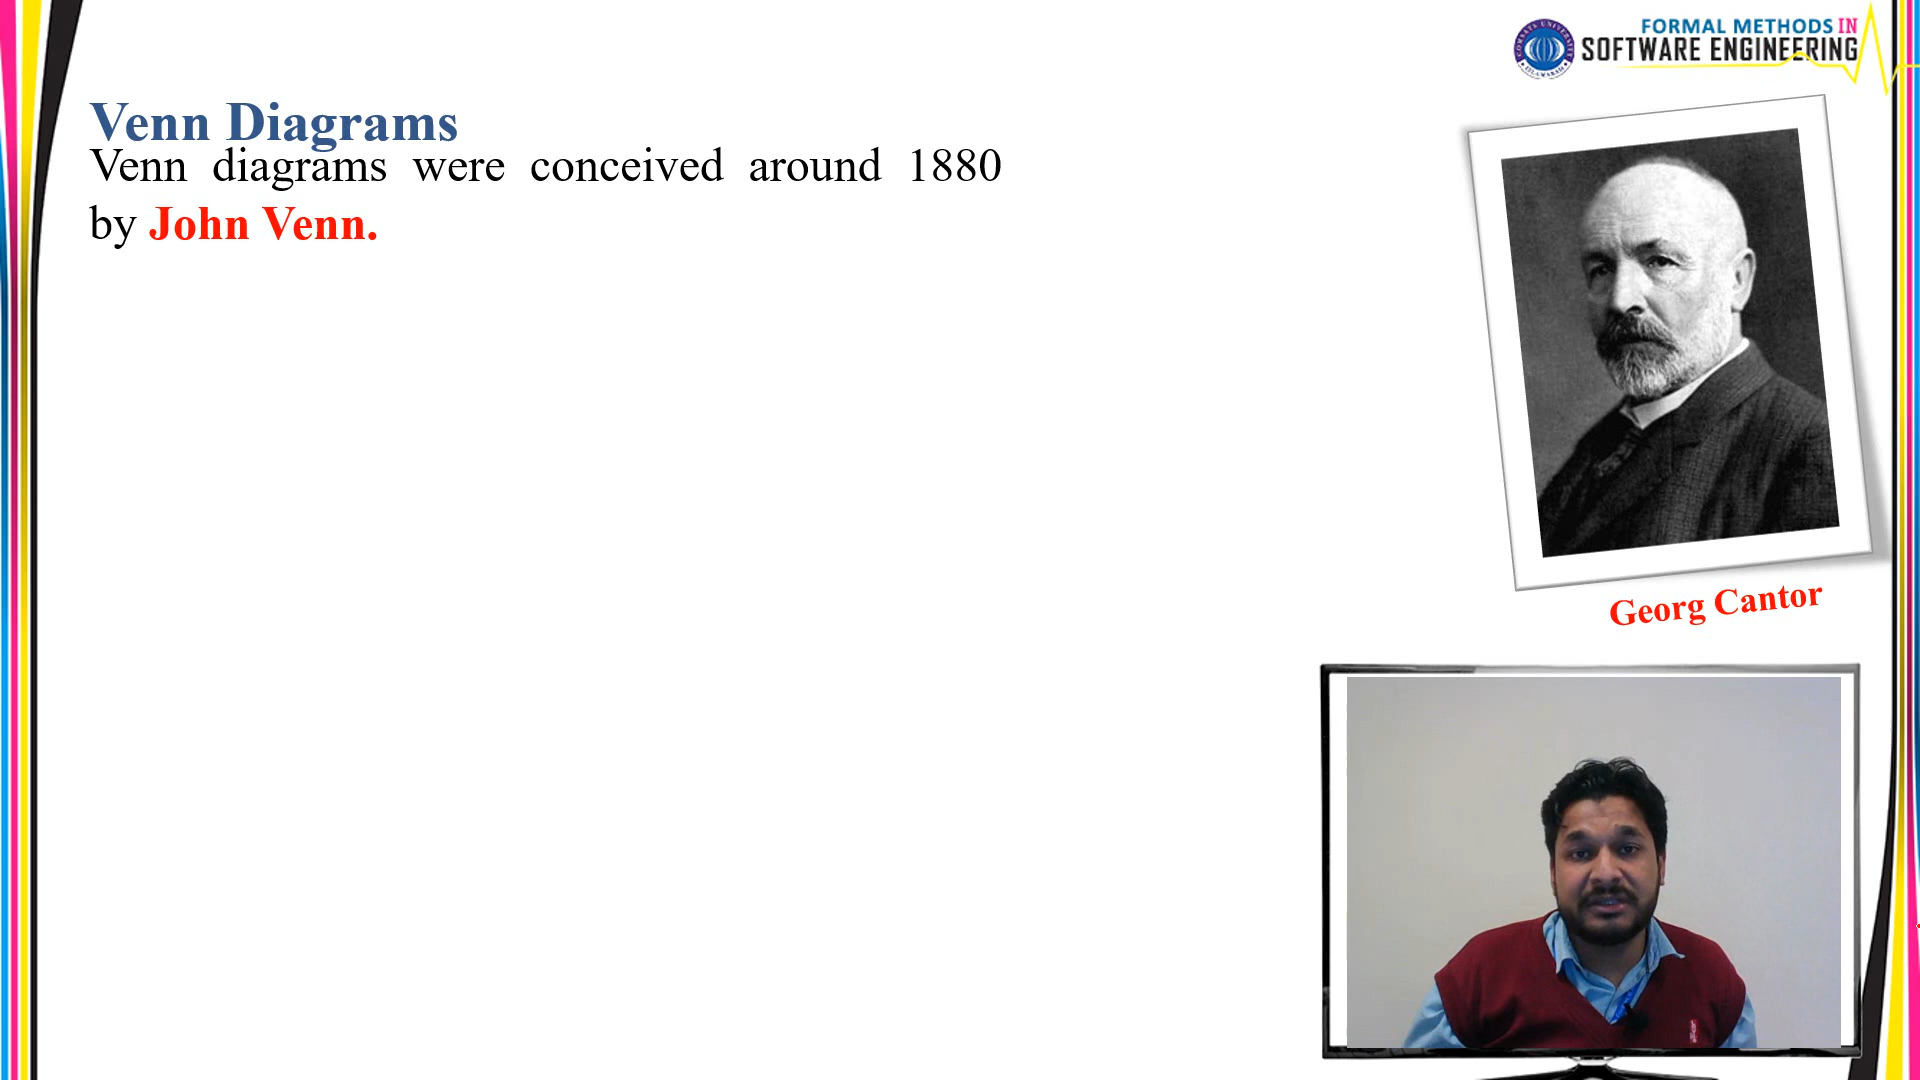 FORMAL METHODS IN
SOFTWARE ENGINEERING
Venn Diagrams
Venn diagrams were conceived around 1880
by John Venn.
Georg Cantor